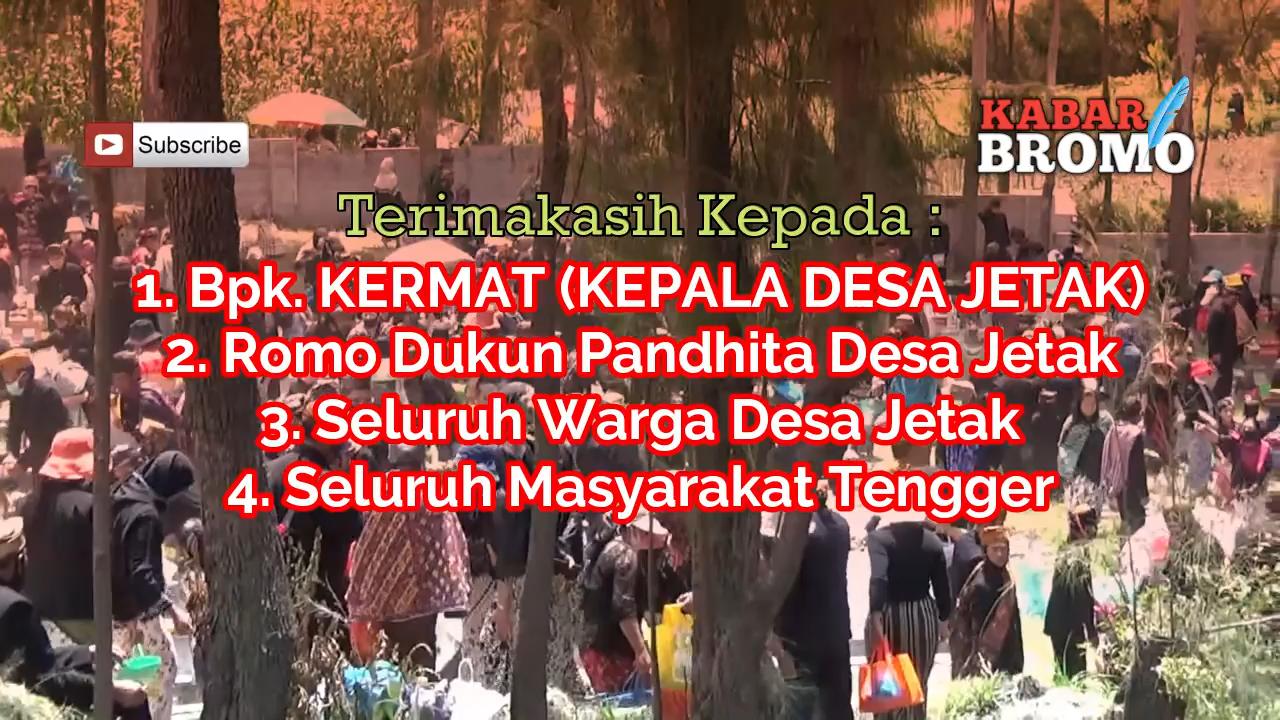 Subscribe
KABAR
BROMO
Terimakasih Kepada :
1. Bpk. KERMAT (KEPALA DESA JETAK)
2. Romo Dukun Pandhita Desa Jetak
3. Seluruh Warga Desa Jetak
4. Seluruh Masyarakat Tengger